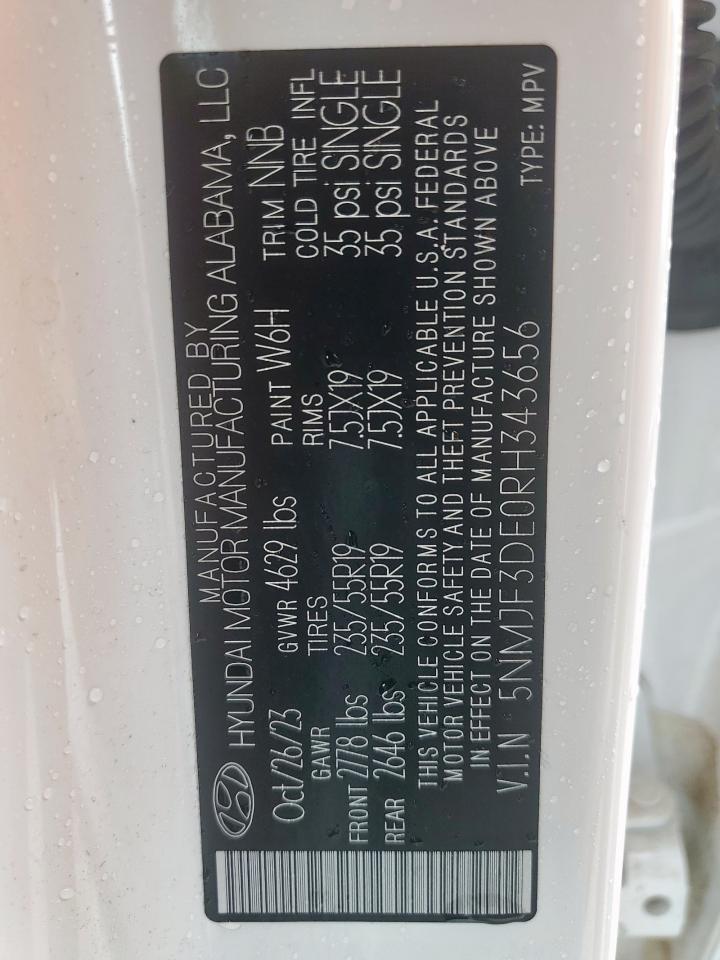 MANUFACTURED BY
HYUNDAI MOTOR MANUFACTURING ALABAMA, LLC
Oct/26/23 GVWR 4629 lbs PAINT W6H TRIM NNB
GAWR TIRES RIMS COLD TIRE INFL
FRONT 2778 lbs 235/55R19 7.5JX19 35 psi SINGLE
REAR 2646 lbs 235/55R19 7.5JX19 35 psi SINGLE
THIS VEHICLE CONFORMS TO ALL APPLICABLE U.S.A. FEDERAL
MOTOR VEHICLE SAFETY AND THEFT PREVENTION STANDARDS
IN EFFECT ON THE DATE OF MANUFACTURE SHOWN ABOVE
V.I.N 5NMJF3DE0RH343656 TYPE: MPV